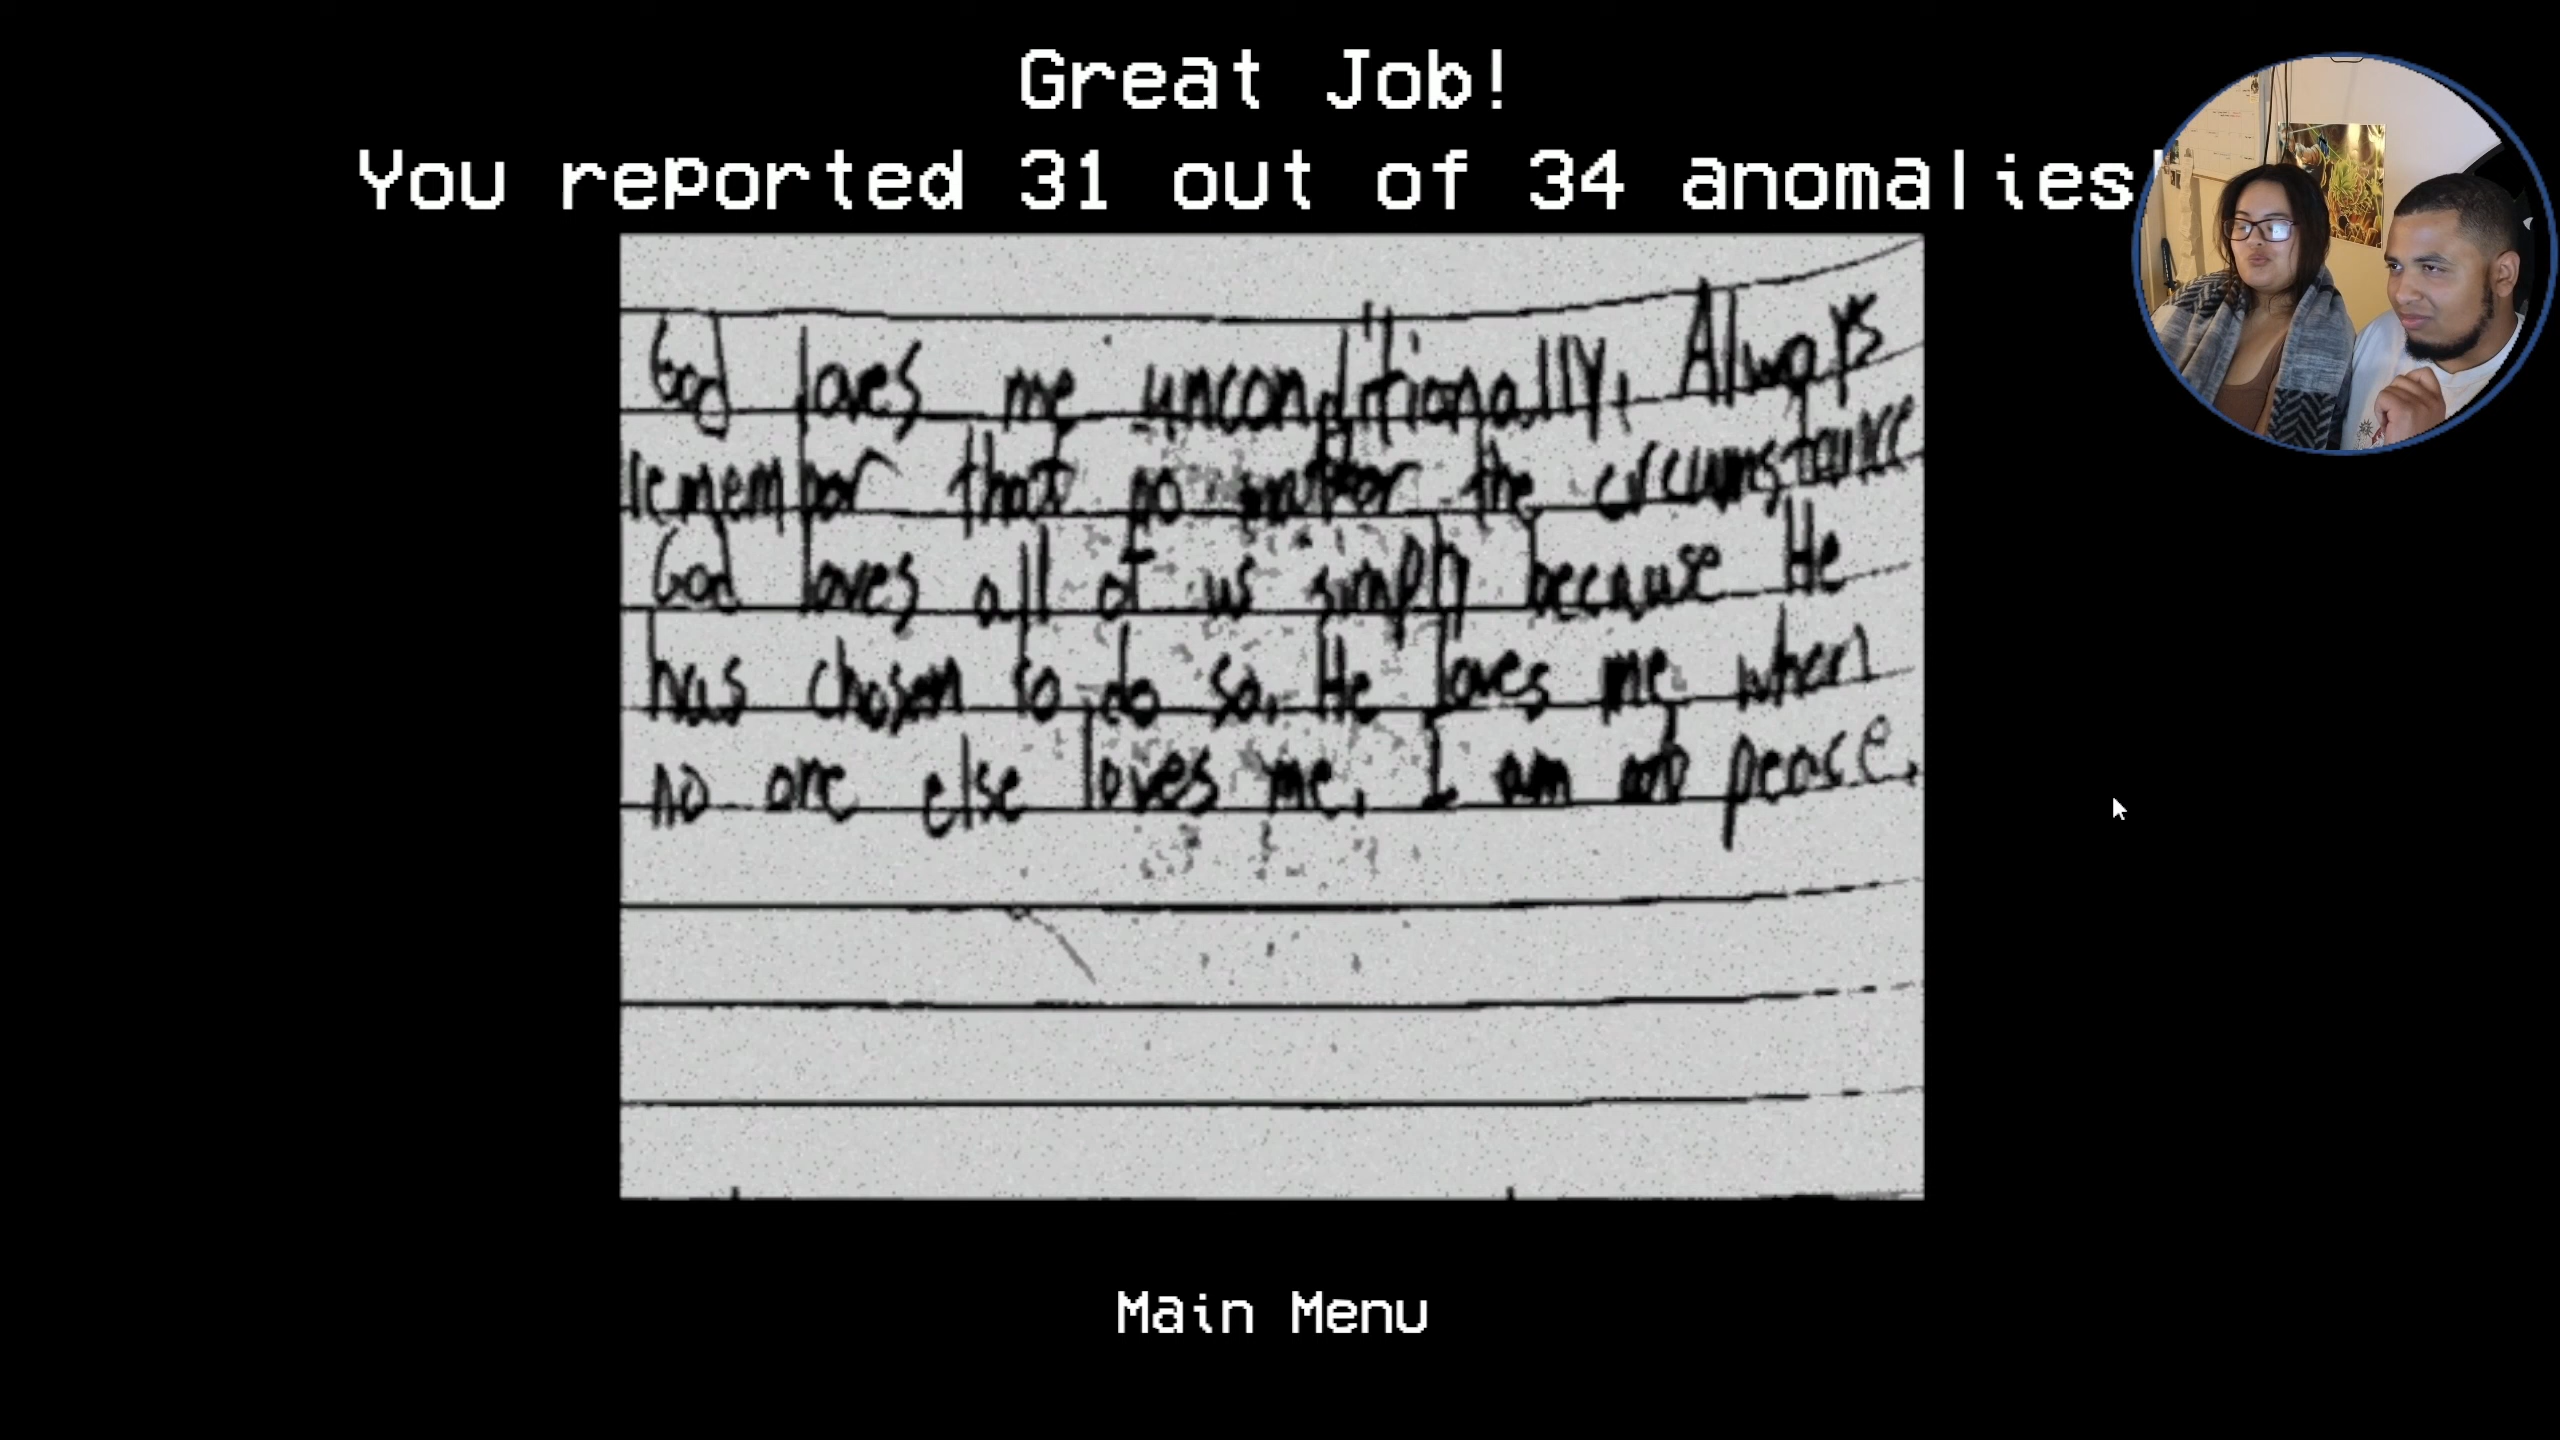 Great Job!
You reported 31 out of 34 anomalies!
God loves me unconditionally, Always
remember that no matter the circumstance
God loves all of us simply because He
has chosen to do so. He loves me when
no one else loves me. I am at peace.
Main Menu